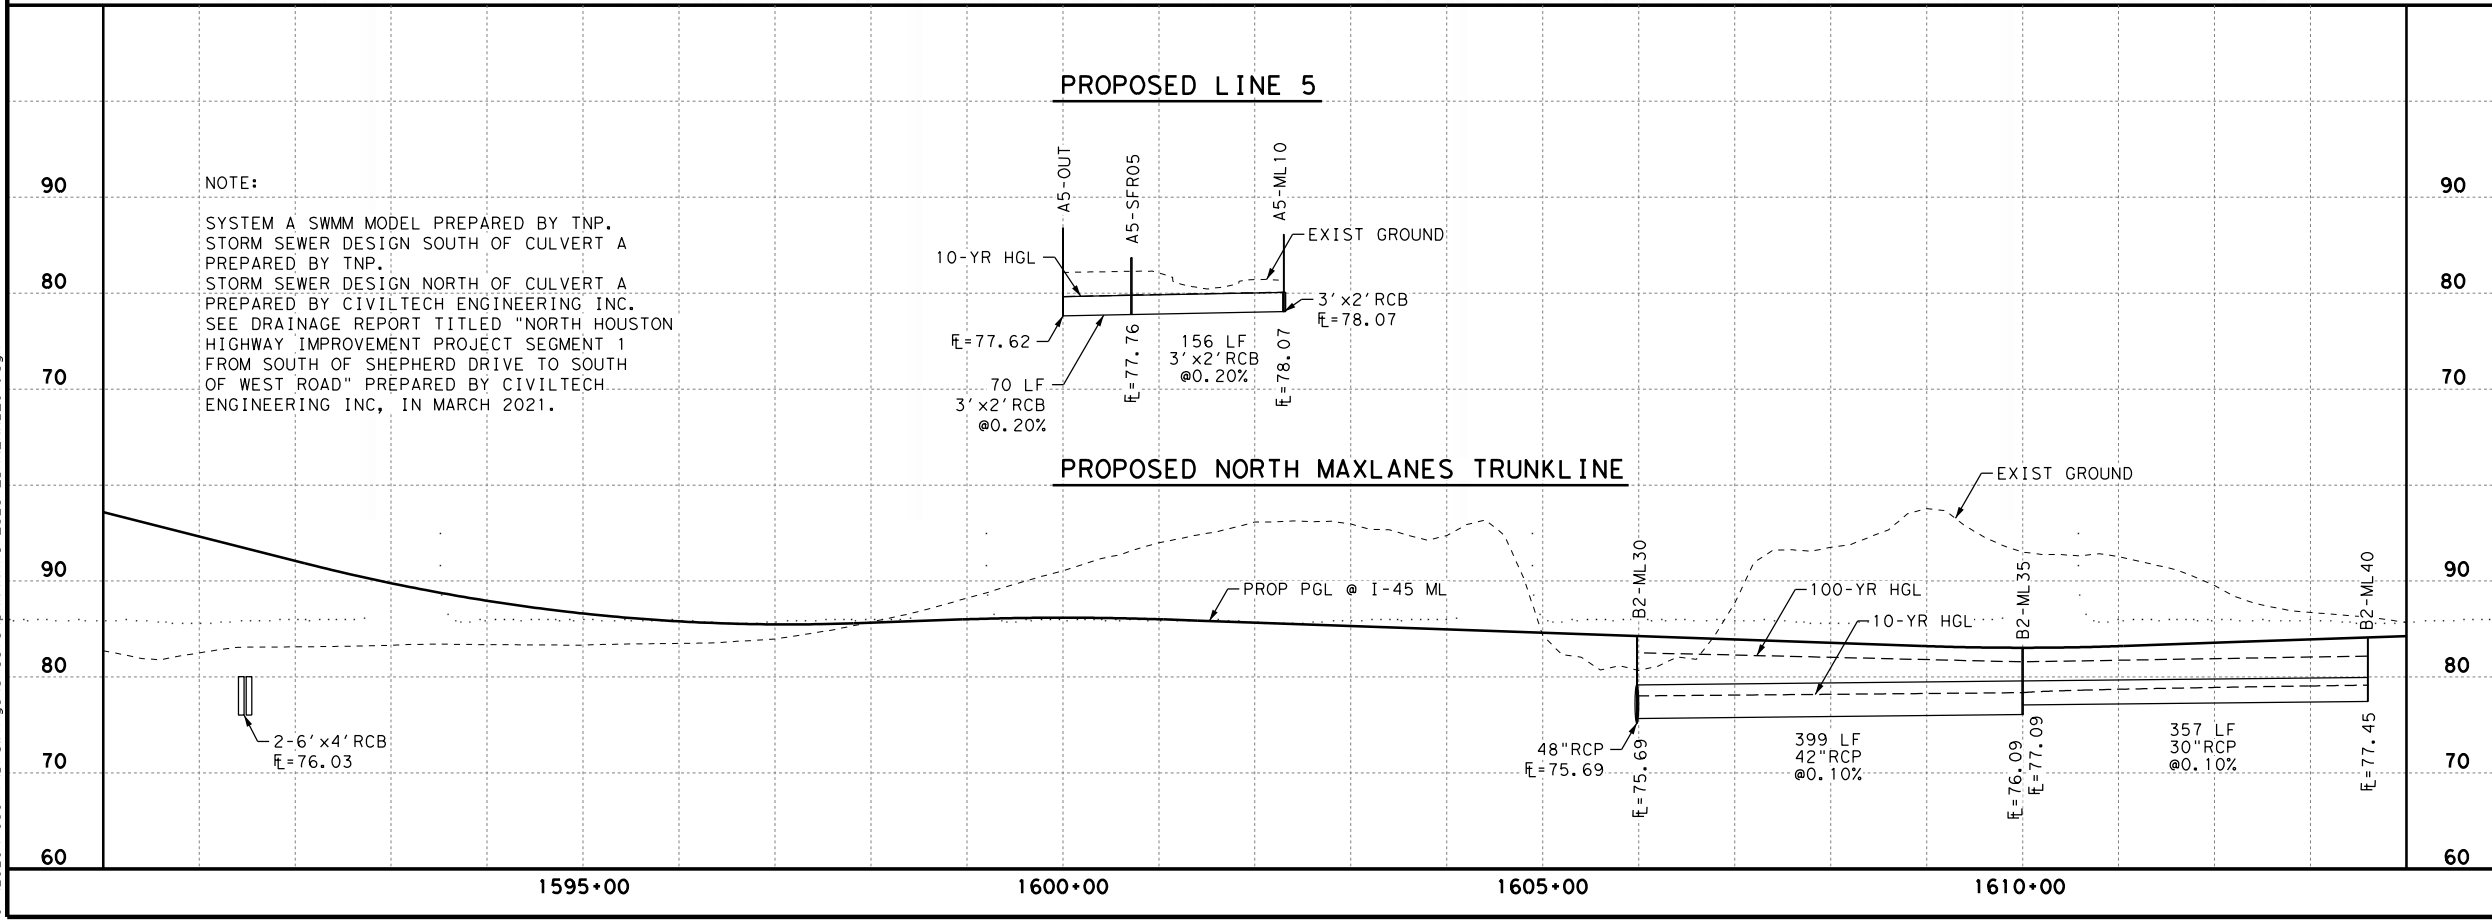 PROPOSED LINE 5
90
90
80
80
70
70
NOTE:
SYSTEM A SWMM MODEL PREPARED BY TNP.
STORM SEWER DESIGN SOUTH OF CULVERT A
PREPARED BY TNP.
STORM SEWER DESIGN NORTH OF CULVERT A
PREPARED BY CIVILTECH ENGINEERING INC.
SEE DRAINAGE REPORT TITLED "NORTH HOUSTON
HIGHWAY IMPROVEMENT PROJECT SEGMENT 1
FROM SOUTH OF SHEPHERD DRIVE TO SOUTH
OF WEST ROAD" PREPARED BY CIVILTECH
ENGINEERING INC, IN MARCH 2021.
A5-OUT
A5-SFR05
A5-ML10
EXIST GROUND
10-YR HGL
3'x2'RCB
FL=78.07
FL=77.62
FL=77.76
156 LF
3'x2'RCB
@0.20%
FL=78.07
70 LF
3'x2'RCB
@0.20%
PROPOSED NORTH MAXLANES TRUNKLINE
EXIST GROUND
90
90
80
80
70
70
60
60
PROP PGL @ I-45 ML
B2-ML30
100-YR HGL
10-YR HGL
B2-ML35
B2-ML40
2-6'x4'RCB
FL=76.03
48"RCP
FL=75.69
FL=75.69
399 LF
42"RCP
@0.10%
FL=76.09
FL=77.09
357 LF
30"RCP
@0.10%
FL=77.45
1595+00
1600+00
1605+00
1610+00